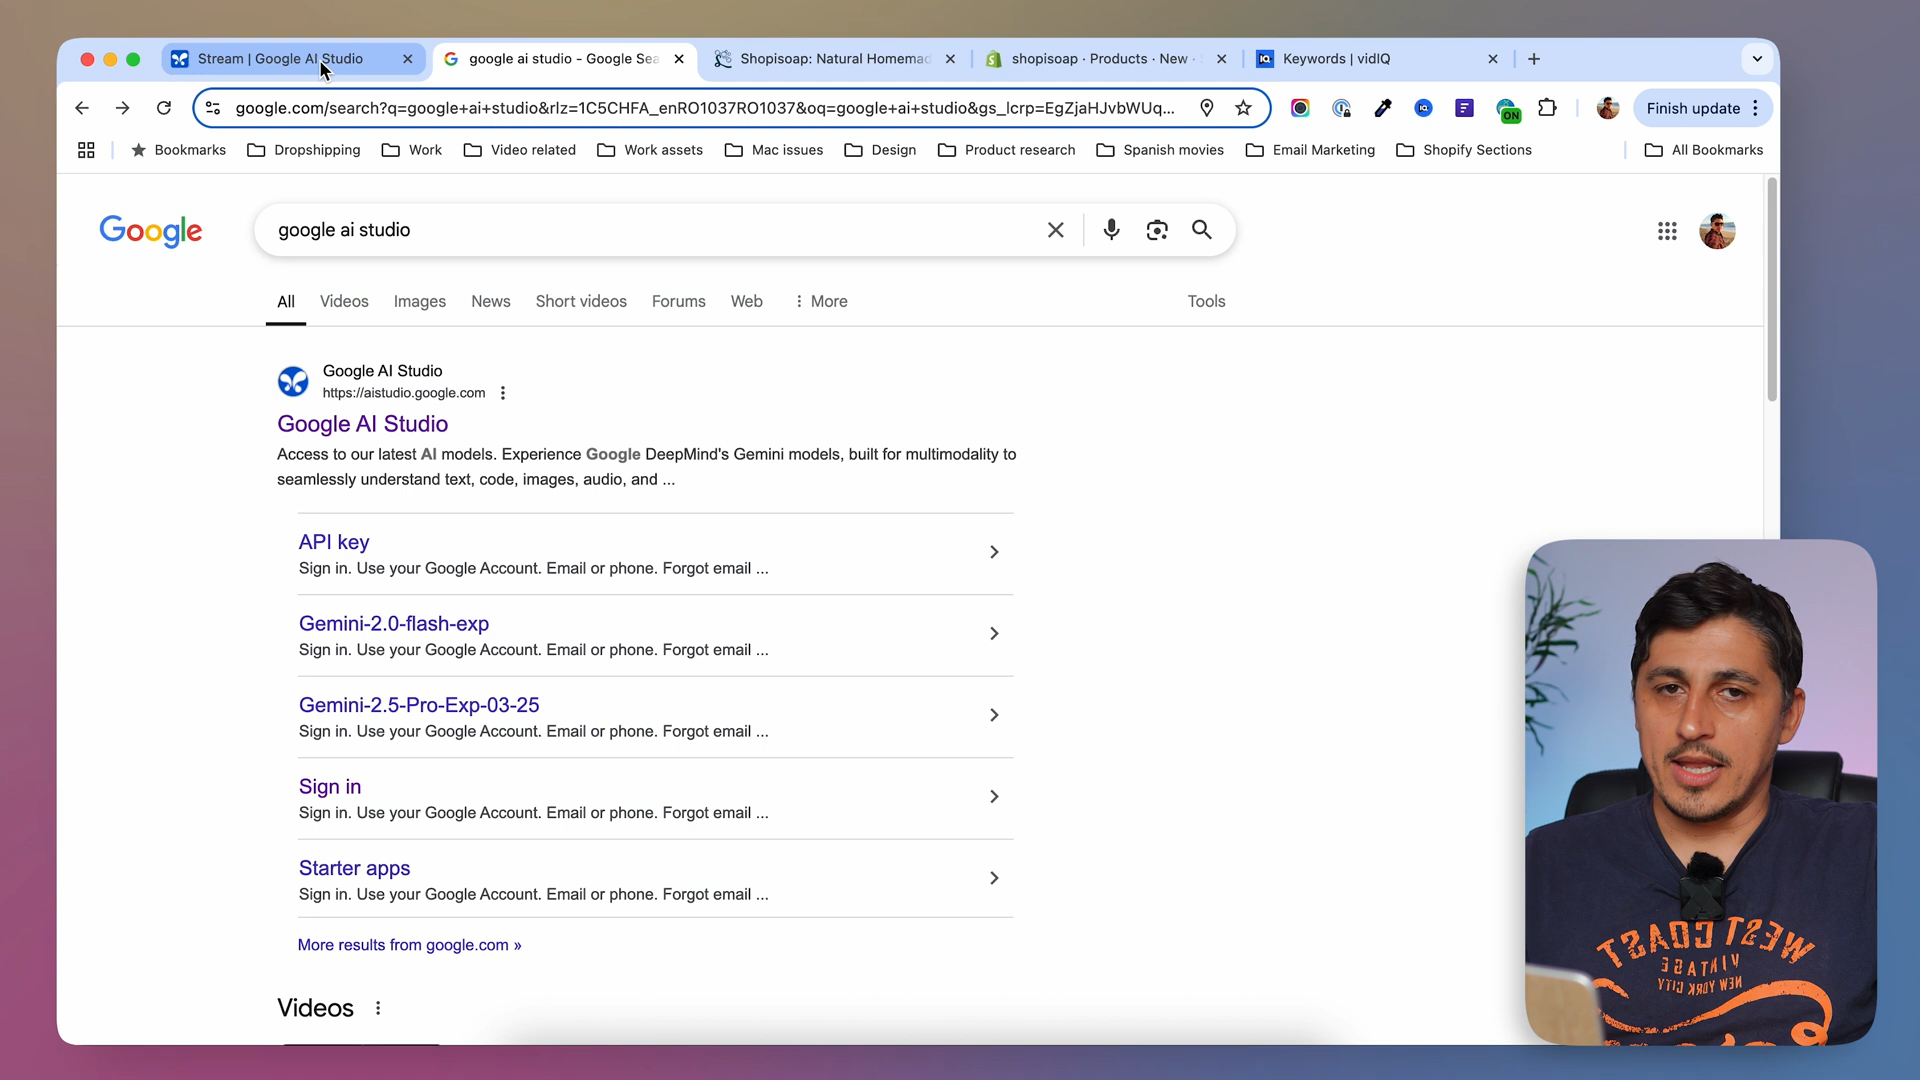 Stream | Google AI Studio
google ai studio - Google Sea
Shopisoap: Natural Homemad
shopisoap · Products · New ·
Keywords | vidIQ
google.com/search?q=google+ai+studio&rlz=1C5CHFA_enRO1037RO1037&oq=google+ai+studio&gs_lcrp=EgZjaHJvbWUq...
ON
Finish update
Bookmarks
Dropshipping
Work
Video related
Work assets
Mac issues
Design
Product research
Spanish movies
Email Marketing
Shopify Sections
All Bookmarks
Google
google ai studio
All
Videos
Images
News
Short videos
Forums
Web
More
Tools
Google AI Studio
https://aistudio.google.com
Google AI Studio
Access to our latest AI models. Experience Google DeepMind's Gemini models, built for multimodality to
seamlessly understand text, code, images, audio, and ...
API key
Sign in. Use your Google Account. Email or phone. Forgot email ...
Gemini-2.0-flash-exp
Sign in. Use your Google Account. Email or phone. Forgot email ...
Gemini-2.5-Pro-Exp-03-25
Sign in. Use your Google Account. Email or phone. Forgot email ...
Sign in
Sign in. Use your Google Account. Email or phone. Forgot email ...
Starter apps
Sign in. Use your Google Account. Email or phone. Forgot email ...
More results from google.com »
Videos
WEST COAST
VINTAGE
NEW YORK CITY